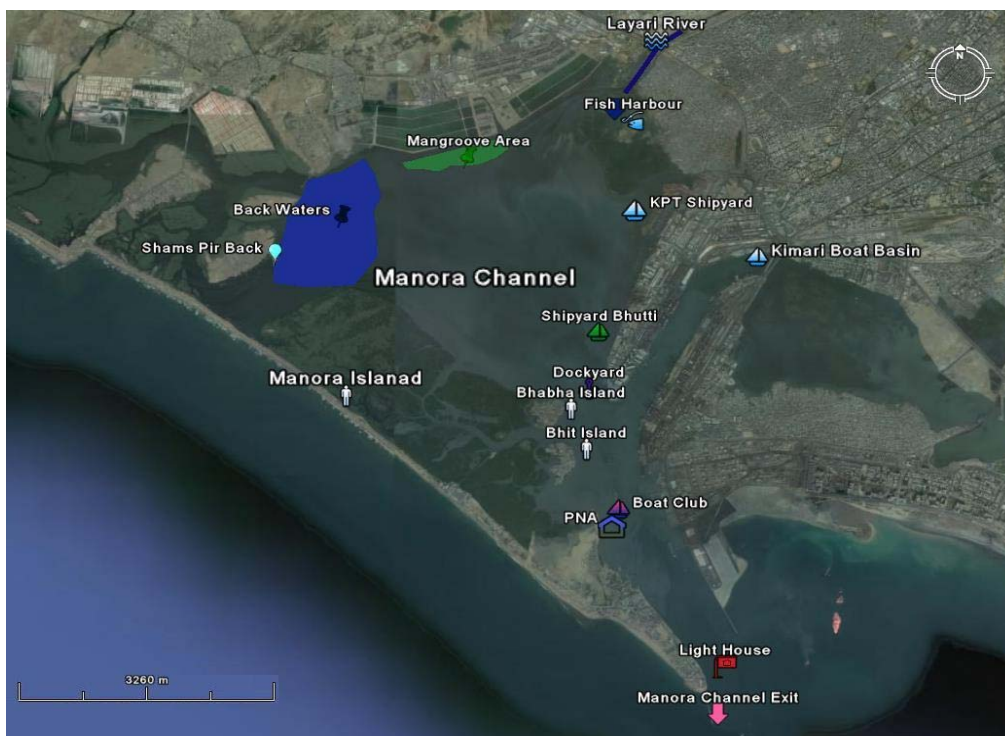 Layari River
N
Fish Harbour
Mangroove Area
Back Waters
KPT Shipyard
Shams Pir Back
Kimari Boat Basin
Manora Channel
Shipyard Bhutti
Dockyard
Manora Islanad
Bhabha Island
Bhit Island
Boat Club
PNA
Light House
3260 m
Manora Channel Exit